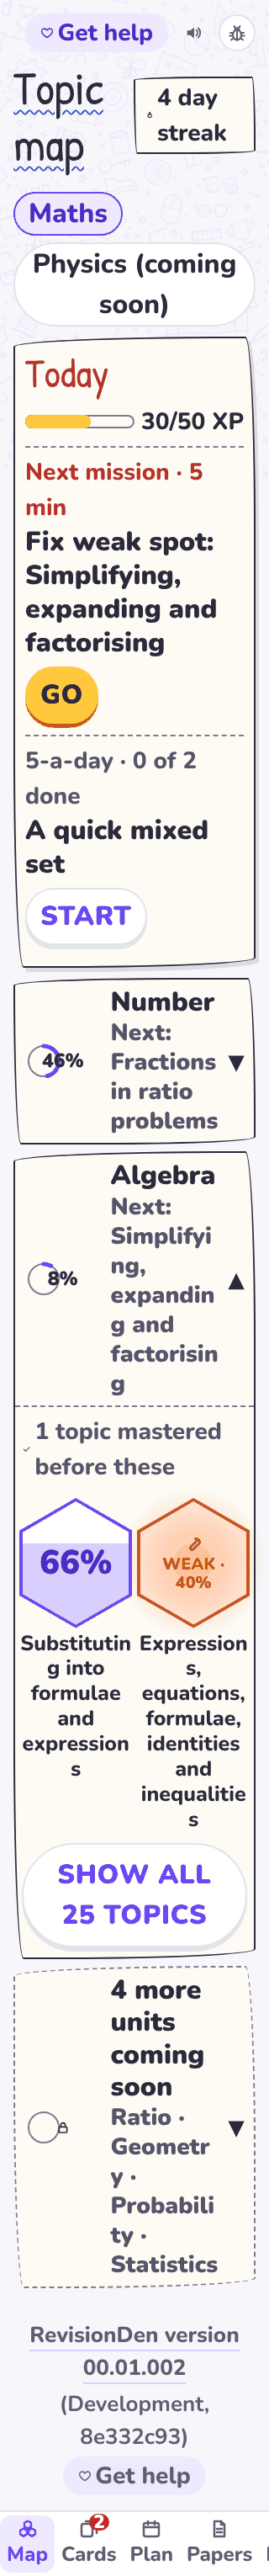 Get help
Topic
map
4 day
streak
Maths
Physics (coming
soon)
Today
30/50 XP
Next mission · 5
min
Fix weak spot:
Simplifying,
expanding and
factorising
GO
5-a-day · 0 of 2
done
A quick mixed
set
START
46%
Number
Next:
Fractions
in ratio
problems
▼
8%
Algebra
Next:
Simplifyi
ng,
expandin
g and
factorisin
g
▲
1 topic mastered
before these
66%
Substitutin
g into
formulae
and
expression
s
WEAK ·
40%
Expression
s,
equations,
formulae,
identities
and
inequalitie
s
SHOW ALL
25 TOPICS
4 more
units
coming
soon
Ratio ·
Geometr
y ·
Probabili
ty ·
Statistics
▼
RevisionDen version
00.01.002
(Development,
8e332c93)
Get help
2
Map Cards Plan Papers